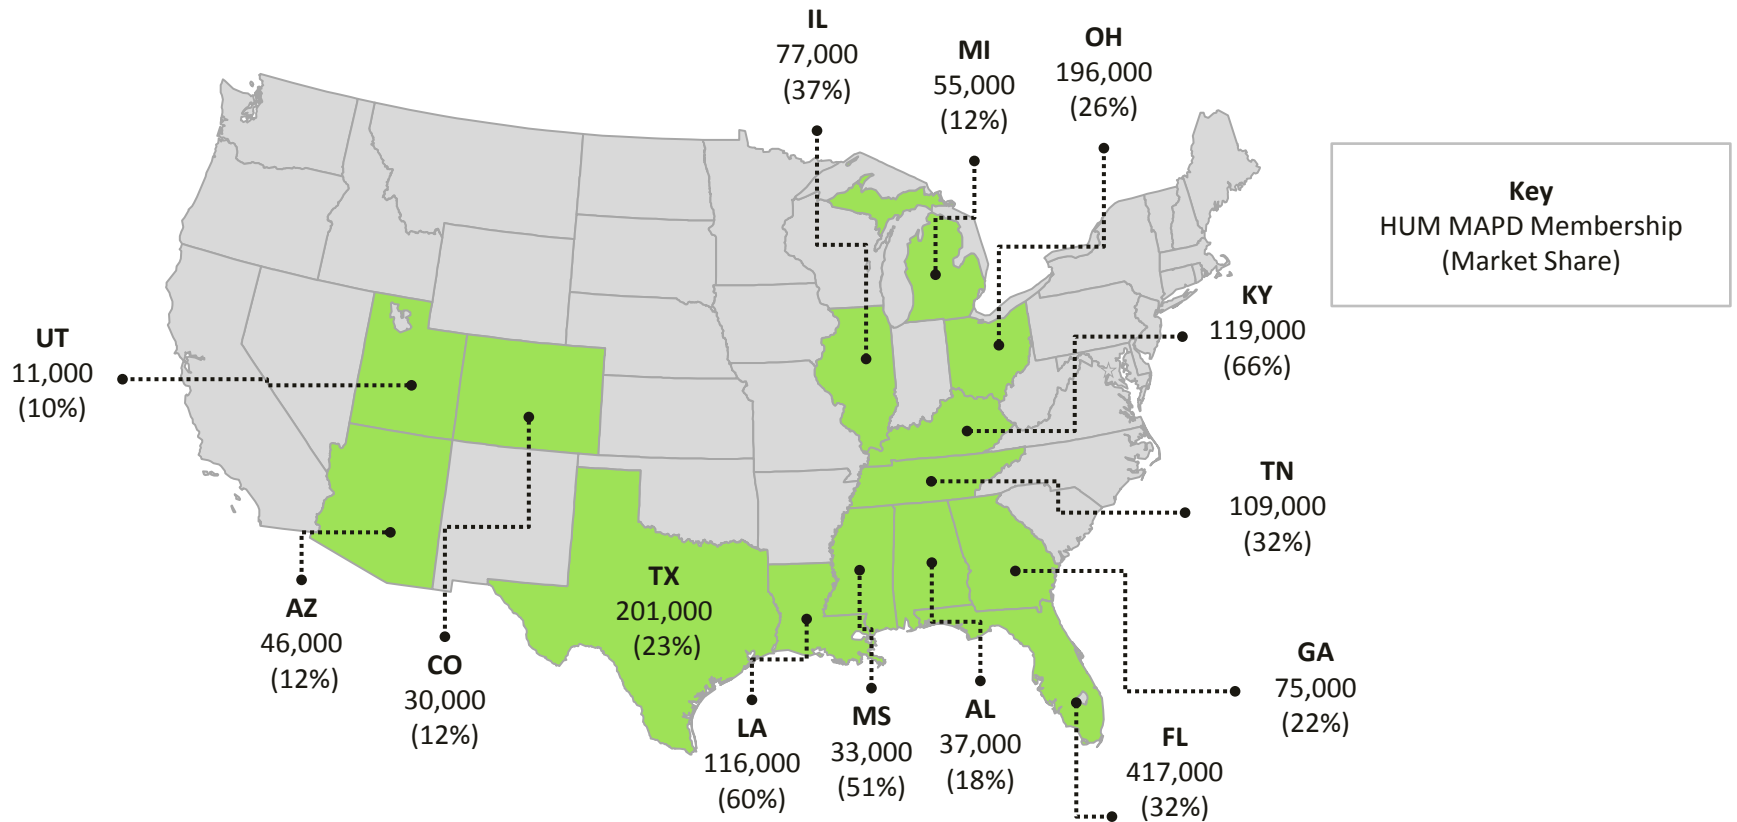 IL
77,000
(37%)
MI
55,000
(12%)
OH
196,000
(26%)
Key
HUM MAPD Membership
(Market Share)
KY
119,000
(66%)
UT
11,000
(10%)
TN
109,000
(32%)
TX
201,000
(23%)
AZ
46,000
(12%)
CO
30,000
(12%)
LA
116,000
(60%)
MS
33,000
(51%)
AL
37,000
(18%)
GA
75,000
(22%)
FL
417,000
(32%)